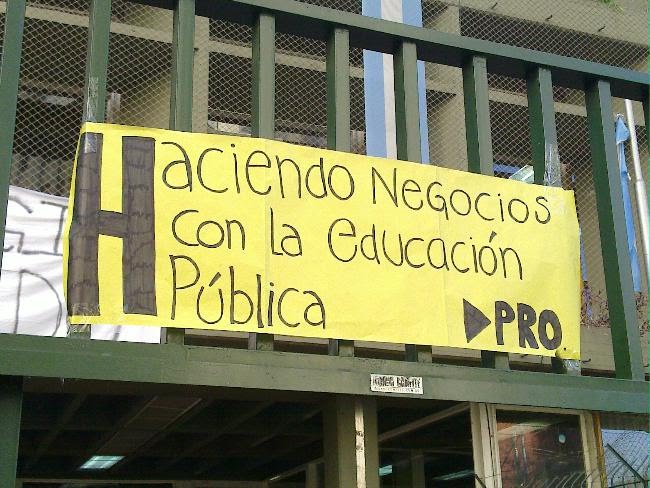 Haciendo Negocios
con la educación
Pública
▶PRO.